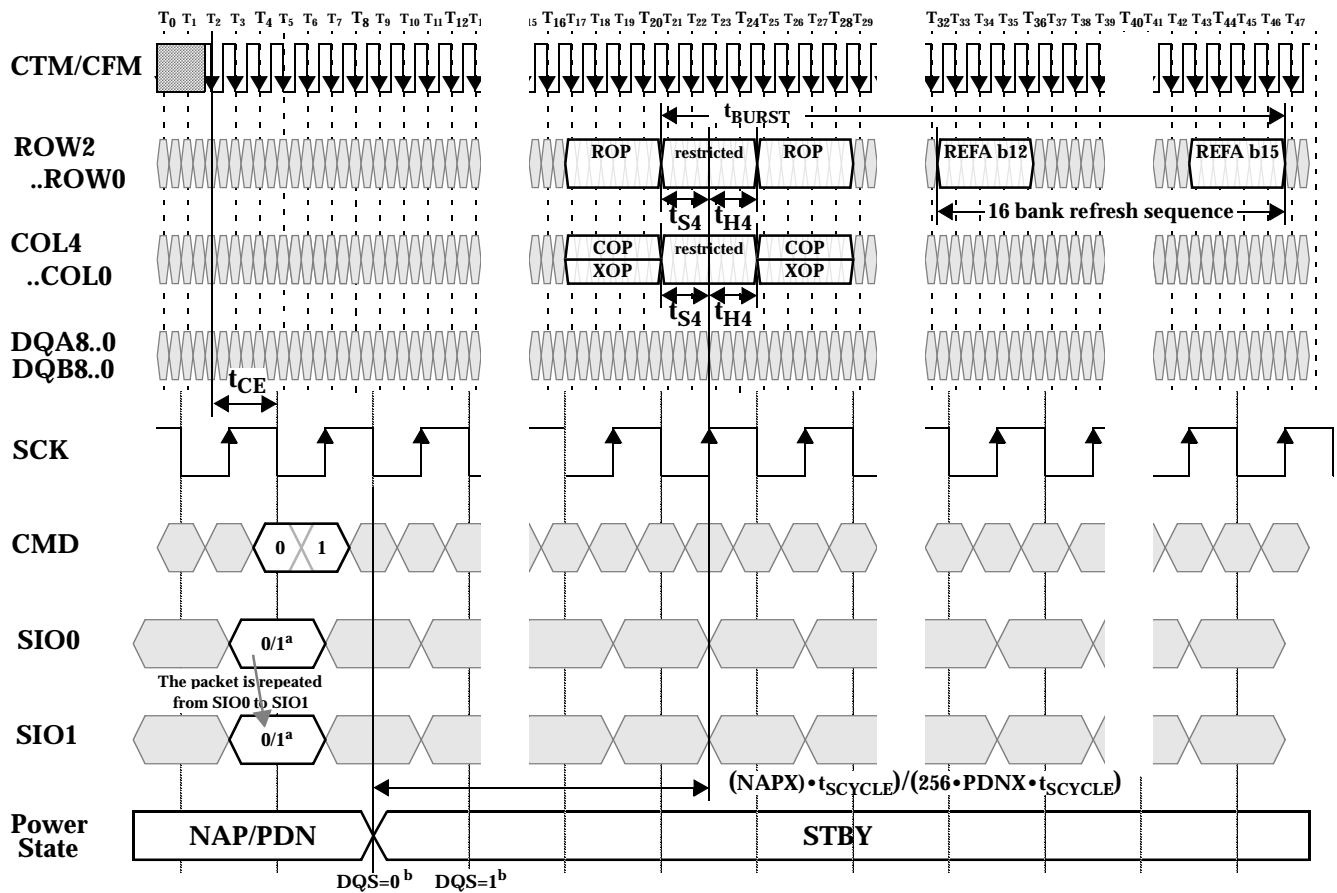 T0 T1 T2 T3 T4 T5 T6 T7 T8 T9 T10 T11 T12 T1 15 T16 T17 T18 T19 T20 T21 T22 T23 T24 T25 T26 T27 T28 T29 T32 T33 T34 T35 T36 T37 T38 T39 T40 T41 T42 T43 T44 T45 T46 T47
CTM/CFM
tBURST
ROW2
..ROW0
ROP restricted ROP REFA b12 REFA b15
tS4 tH4
16 bank refresh sequence
COL4
..COL0
COP restricted COP
XOP XOP
tS4 tH4
DQA8..0
DQB8..0
tCE
SCK
CMD
0 1
SIO0
0/1a
The packet is repeated
from SIO0 to SIO1
SIO1
0/1a
(NAPX)•tSCYCLE)/(256•PDNX•tSCYCLE)
Power
State
NAP/PDN STBY
DQS=0 b DQS=1b